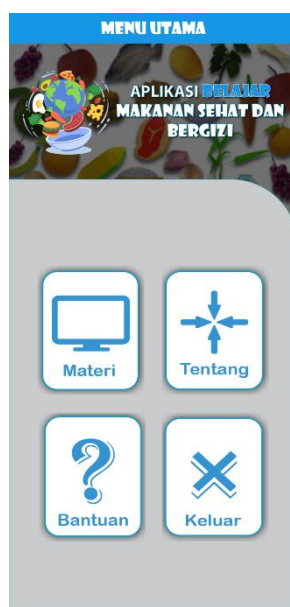 MENU UTAMA
APLIKASI BELAJAR
MAKANAN SEHAT DAN
BERGIZI
Materi
Tentang
Bantuan
Keluar